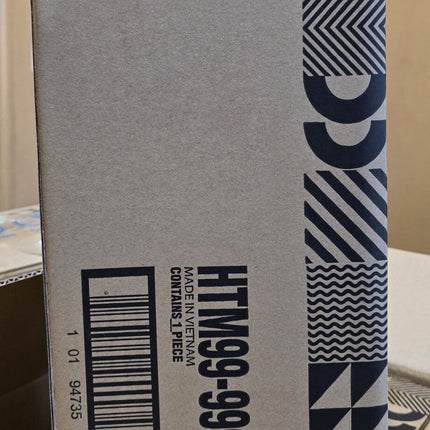 HTM99-99
MADE IN VIETNAM
CONTAINS 1 PIECE
1 01 94735